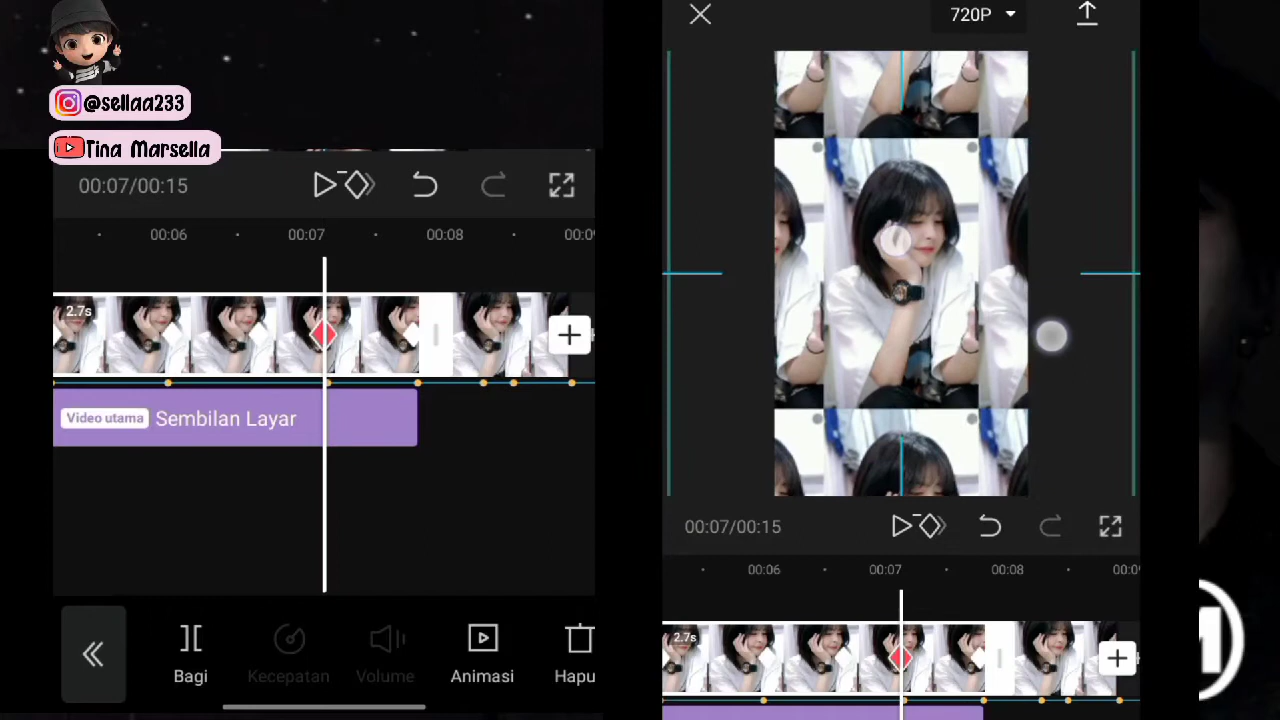 @sellaa233
Tina Marsella
00:07/00:15
00:06
00:07
00:08
2.7s
Video utama
Sembilan Layar
Bagi
Kecepatan
Volume
Animasi
Hapu
720P
00:07/00:15
00:06
00:07
00:08
2.7s